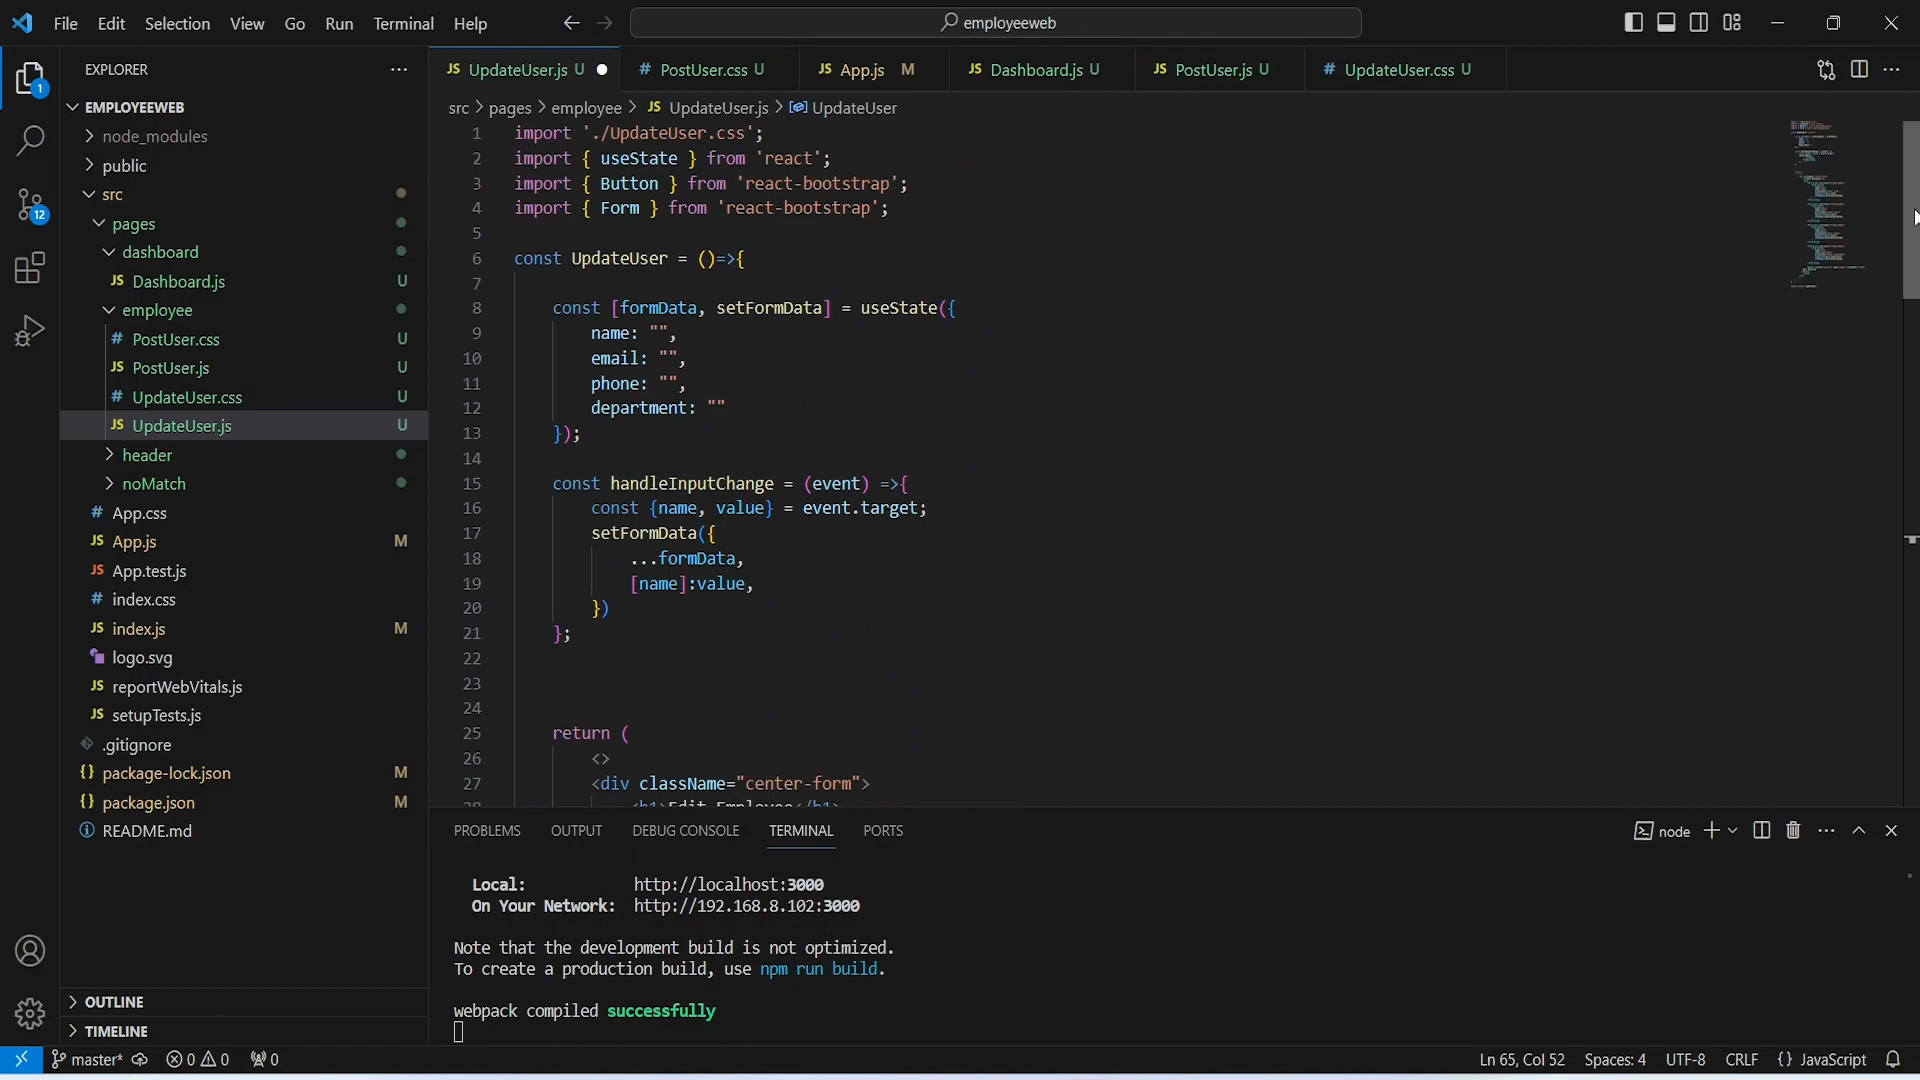 File Edit Selection View Go Run Terminal Help
employeeweb
EXPLORER
UpdateUser.js U
PostUser.css U
App.js M
Dashboard.js U
PostUser.js U
UpdateUser.css U
EMPLOYEEWEB
node_modules
public
src
pages
dashboard
Dashboard.js U
employee
PostUser.css U
PostUser.js U
UpdateUser.css U
UpdateUser.js U
header
noMatch
App.css
App.js M
App.test.js
index.css
index.js M
logo.svg
reportWebVitals.js
setupTests.js
.gitignore
package-lock.json M
package.json M
README.md
OUTLINE
TIMELINE
1
12
src > pages > employee > JS UpdateUser.js > UpdateUser
1 import './UpdateUser.css';
2 import { useState } from 'react';
3 import { Button } from 'react-bootstrap';
4 import { Form } from 'react-bootstrap';
5
6 const UpdateUser = ()=>{
7
8 const [formData, setFormData] = useState({
9 name: "",
10 email: "",
11 phone: "",
12 department: ""
13 });
14
15 const handleInputChange = (event) =>{
16 const {name, value} = event.target;
17 setFormData({
18 ...formData,
19 [name]:value,
20 })
21 };
22
23
24
25 return (
26 <>
27 <div className="center-form">
28 <h1>Edit Employee</h1>
PROBLEMS OUTPUT DEBUG CONSOLE TERMINAL PORTS
node
Local: http://localhost:3000
On Your Network: http://192.168.8.102:3000
Note that the development build is not optimized.
To create a production build, use npm run build.
webpack compiled successfully
master* 0 0 0
Ln 65, Col 52 Spaces: 4 UTF-8 CRLF {} JavaScript